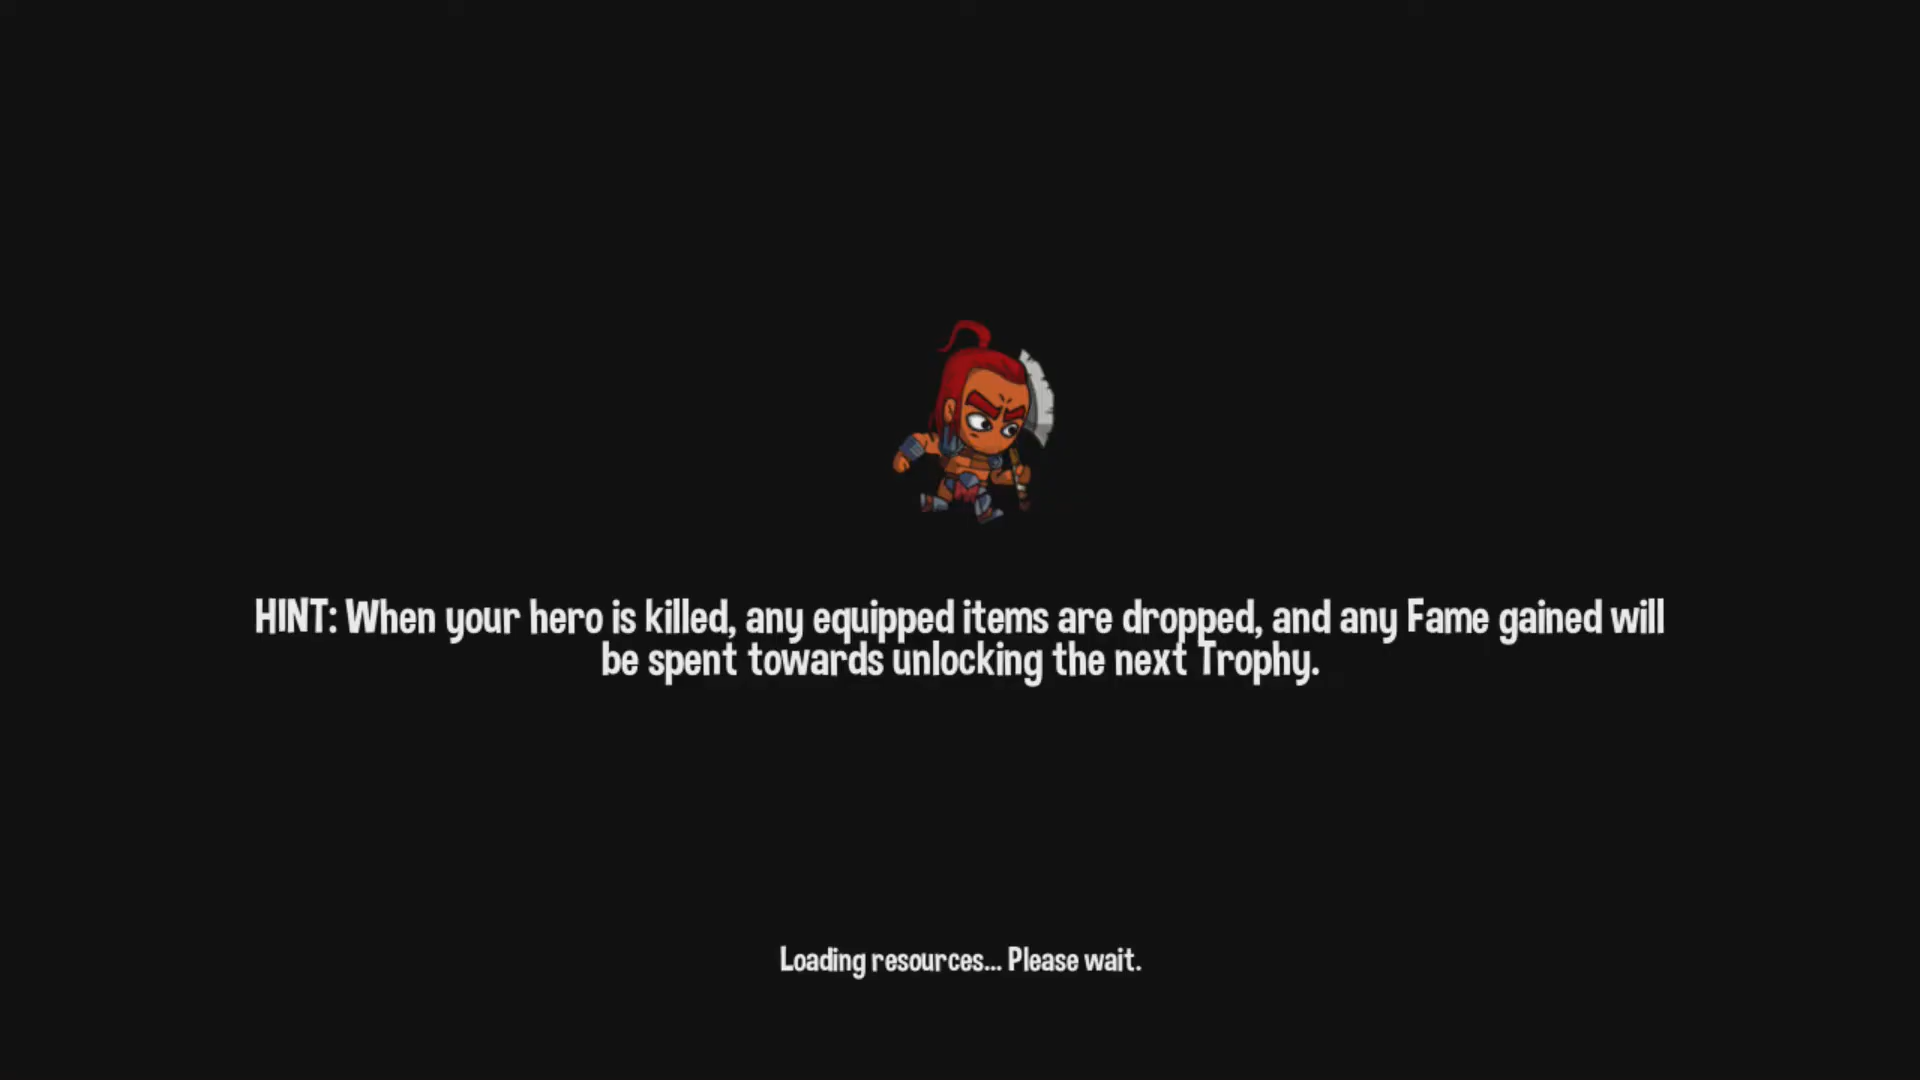 HINT: When your hero is killed, any equipped items are dropped, and any Fame gained will
be spent towards unlocking the next Trophy.
Loading resources... Please wait.